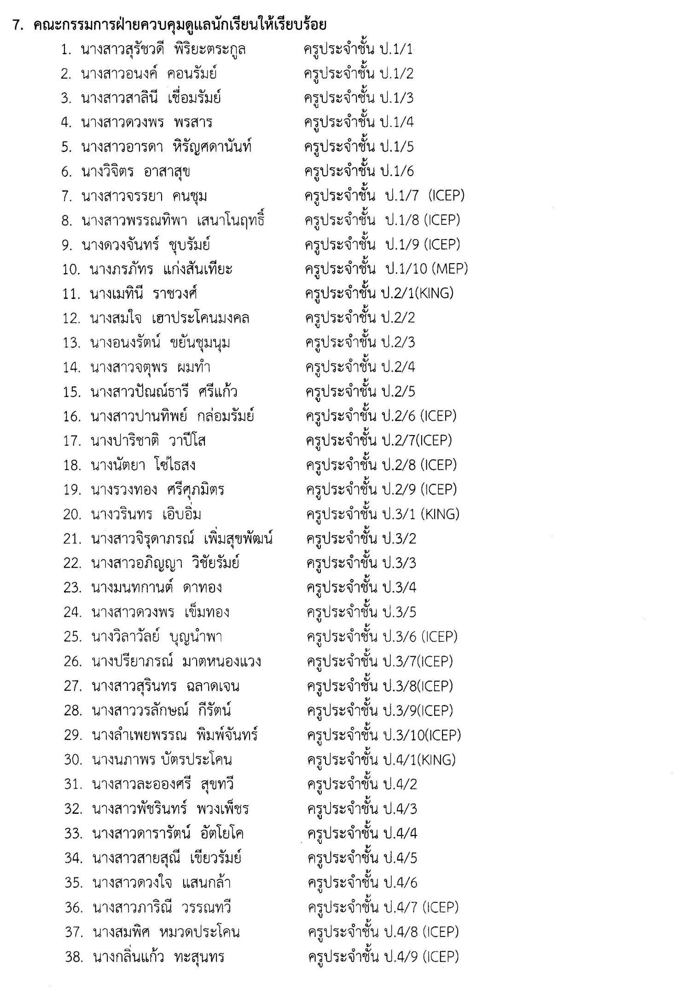 7. คณะกรรมการฝ่ายควบคุมดูแลนักเรียนให้เรียบร้อย
1. นางสาวสุรัชวดี พิริยะตระกูล ครูประจำชั้น ป.1/1
2. นางสาวอนงค์ คอนรัมย์ ครูประจำชั้น ป.1/2
3. นางสาวสาลินี เชื่อมรัมย์ ครูประจำชั้น ป.1/3
4. นางสาวดวงพร พรสาร ครูประจำชั้น ป.1/4
5. นางสาวอารดา หิรัญศดานันท์ ครูประจำชั้น ป.1/5
6. นางวิจิตร อาสาสุข ครูประจำชั้น ป.1/6
7. นางสาวจรรยา คนชุม ครูประจำชั้น ป.1/7 (ICEP)
8. นางสาวพรรณทิพา เสนาโนฤทธิ์ ครูประจำชั้น ป.1/8 (ICEP)
9. นางดวงจันทร์ ชุบรัมย์ ครูประจำชั้น ป.1/9 (ICEP)
10. นางภรภัทร แก่งสันเทียะ ครูประจำชั้น ป.1/10 (MEP)
11. นางเมทินี ราชวงศ์ ครูประจำชั้น ป.2/1(KING)
12. นางสมใจ เฮาประโคนมงคล ครูประจำชั้น ป.2/2
13. นางอนงรัตน์ ขยันชุมนุม ครูประจำชั้น ป.2/3
14. นางสาวจตุพร ผมทำ ครูประจำชั้น ป.2/4
15. นางสาวปัณณ์ธารี ศรีแก้ว ครูประจำชั้น ป.2/5
16. นางสาวปานทิพย์ กล่อมรัมย์ ครูประจำชั้น ป.2/6 (ICEP)
17. นางปาริชาติ วาปีโส ครูประจำชั้น ป.2/7(ICEP)
18. นางนัตยา โซ่ไธสง ครูประจำชั้น ป.2/8 (ICEP)
19. นางรวงทอง ศรีศุภมิตร ครูประจำชั้น ป.2/9 (ICEP)
20. นางวรินทร เอิบอิ่ม ครูประจำชั้น ป.3/1 (KING)
21. นางสาวจิรุดาภรณ์ เพิ่มสุขพัฒน์ ครูประจำชั้น ป.3/2
22. นางสาวอภิญญา วิชัยรัมย์ ครูประจำชั้น ป.3/3
23. นางมนทกานต์ ดาทอง ครูประจำชั้น ป.3/4
24. นางสาวดวงพร เข็มทอง ครูประจำชั้น ป.3/5
25. นางวิลาวัลย์ บุญนำพา ครูประจำชั้น ป.3/6 (ICEP)
26. นางปรียาภรณ์ มาตหนองแวง ครูประจำชั้น ป.3/7(ICEP)
27. นางสาวสุรินทร ฉลาดเจน ครูประจำชั้น ป.3/8(ICEP)
28. นางสาววรลักษณ์ กีรัตน์ ครูประจำชั้น ป.3/9(ICEP)
29. นางลำเพยพรรณ พิมพ์จันทร์ ครูประจำชั้น ป.3/10(ICEP)
30. นางนภาพร บัตรประโคน ครูประจำชั้น ป.4/1(KING)
31. นางสาวละอองศรี สุขทวี ครูประจำชั้น ป.4/2
32. นางสาวพัชรินทร์ พวงเพ็ชร ครูประจำชั้น ป.4/3
33. นางสาวดารารัตน์ อัตโยโค ครูประจำชั้น ป.4/4
34. นางสาวสายสุณี เขียวรัมย์ ครูประจำชั้น ป.4/5
35. นางสาวดวงใจ แสนกล้า ครูประจำชั้น ป.4/6
36. นางสาวภาริณี วรรณทวี ครูประจำชั้น ป.4/7 (ICEP)
37. นางสมพิศ หมวดประโคน ครูประจำชั้น ป.4/8 (ICEP)
38. นางกลิ่นแก้ว ทะสุนทร ครูประจำชั้น ป.4/9 (ICEP)